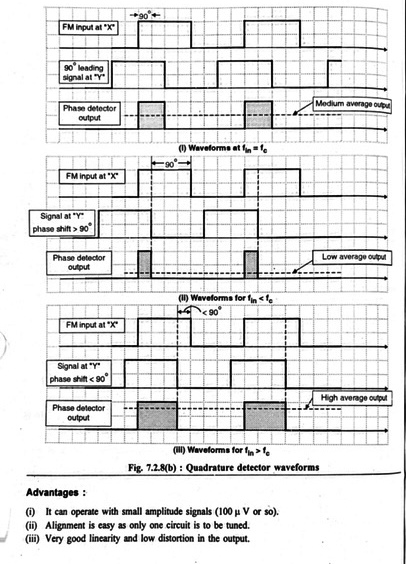 90°
FM input at "X"
90° leading
signal at "Y"
Phase detector
output
Medium average output
(i) Waveforms at fin = fc
90°
FM input at "X"
Signal at "Y"
phase shift > 90°
Phase detector
output
Low average output
(ii) Waveforms for fin < fc
< 90°
FM input at "X"
Signal at "Y"
phase shift < 90°
Phase detector
output
High average output
(iii) Waveforms for fin > fc
Fig. 7.2.8(b) : Quadrature detector waveforms
Advantages :
(i) It can operate with small amplitude signals (100 μ V or so).
(ii) Alignment is easy as only one circuit is to be tuned.
(iii) Very good linearity and low distortion in the output.